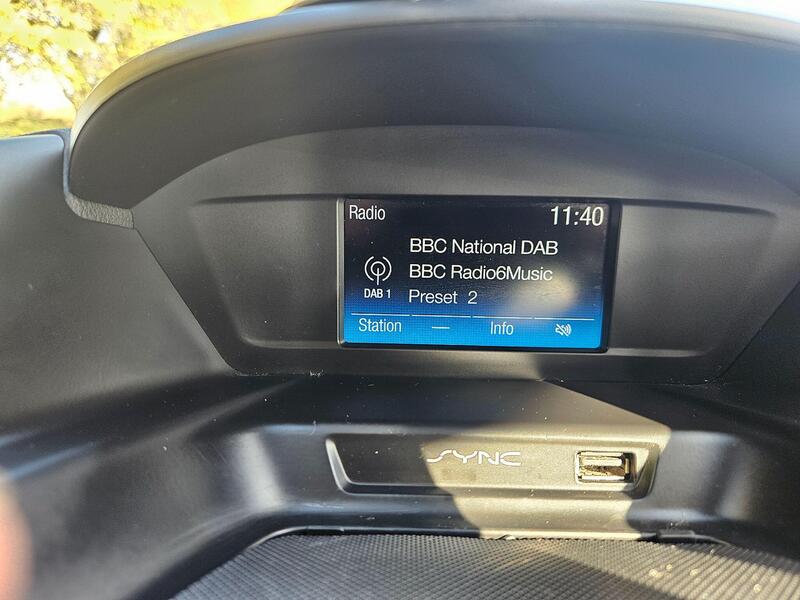 Radio 11:40
BBC National DAB
BBC Radio6Music
DAB 1 Preset 2
Station — Info
SYNC